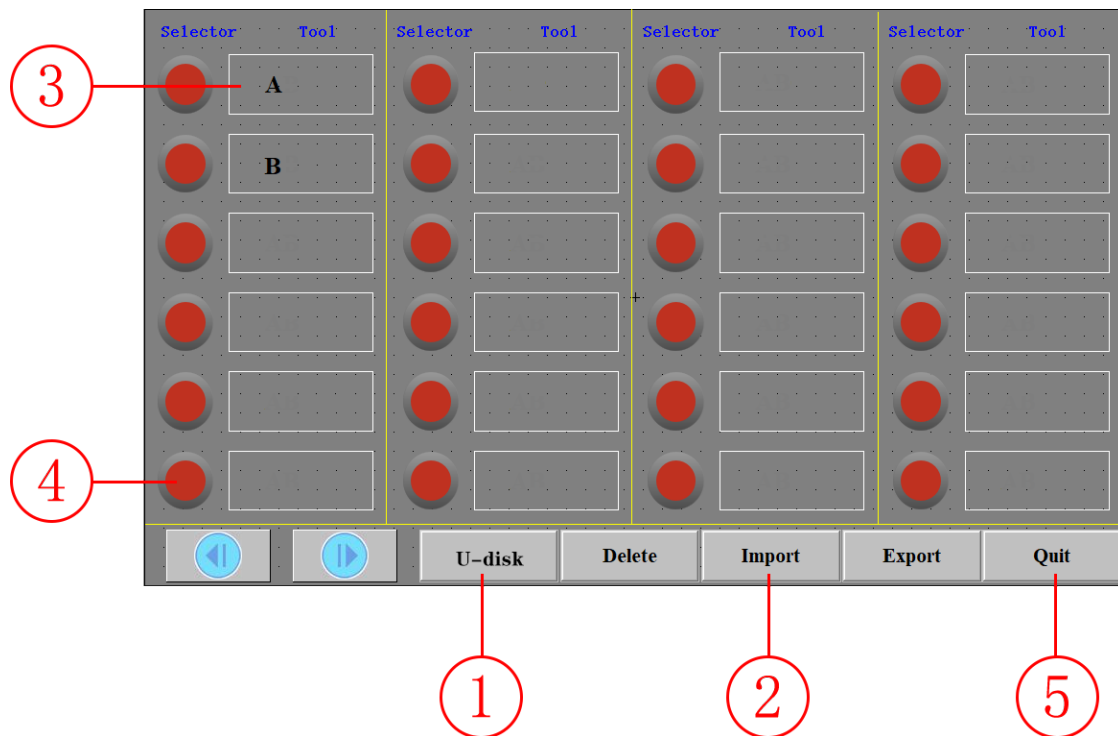 Selector Tool Selector Tool Selector Tool Selector Tool
③ A
B
④
U-disk Delete Import Export Quit
① ② ⑤